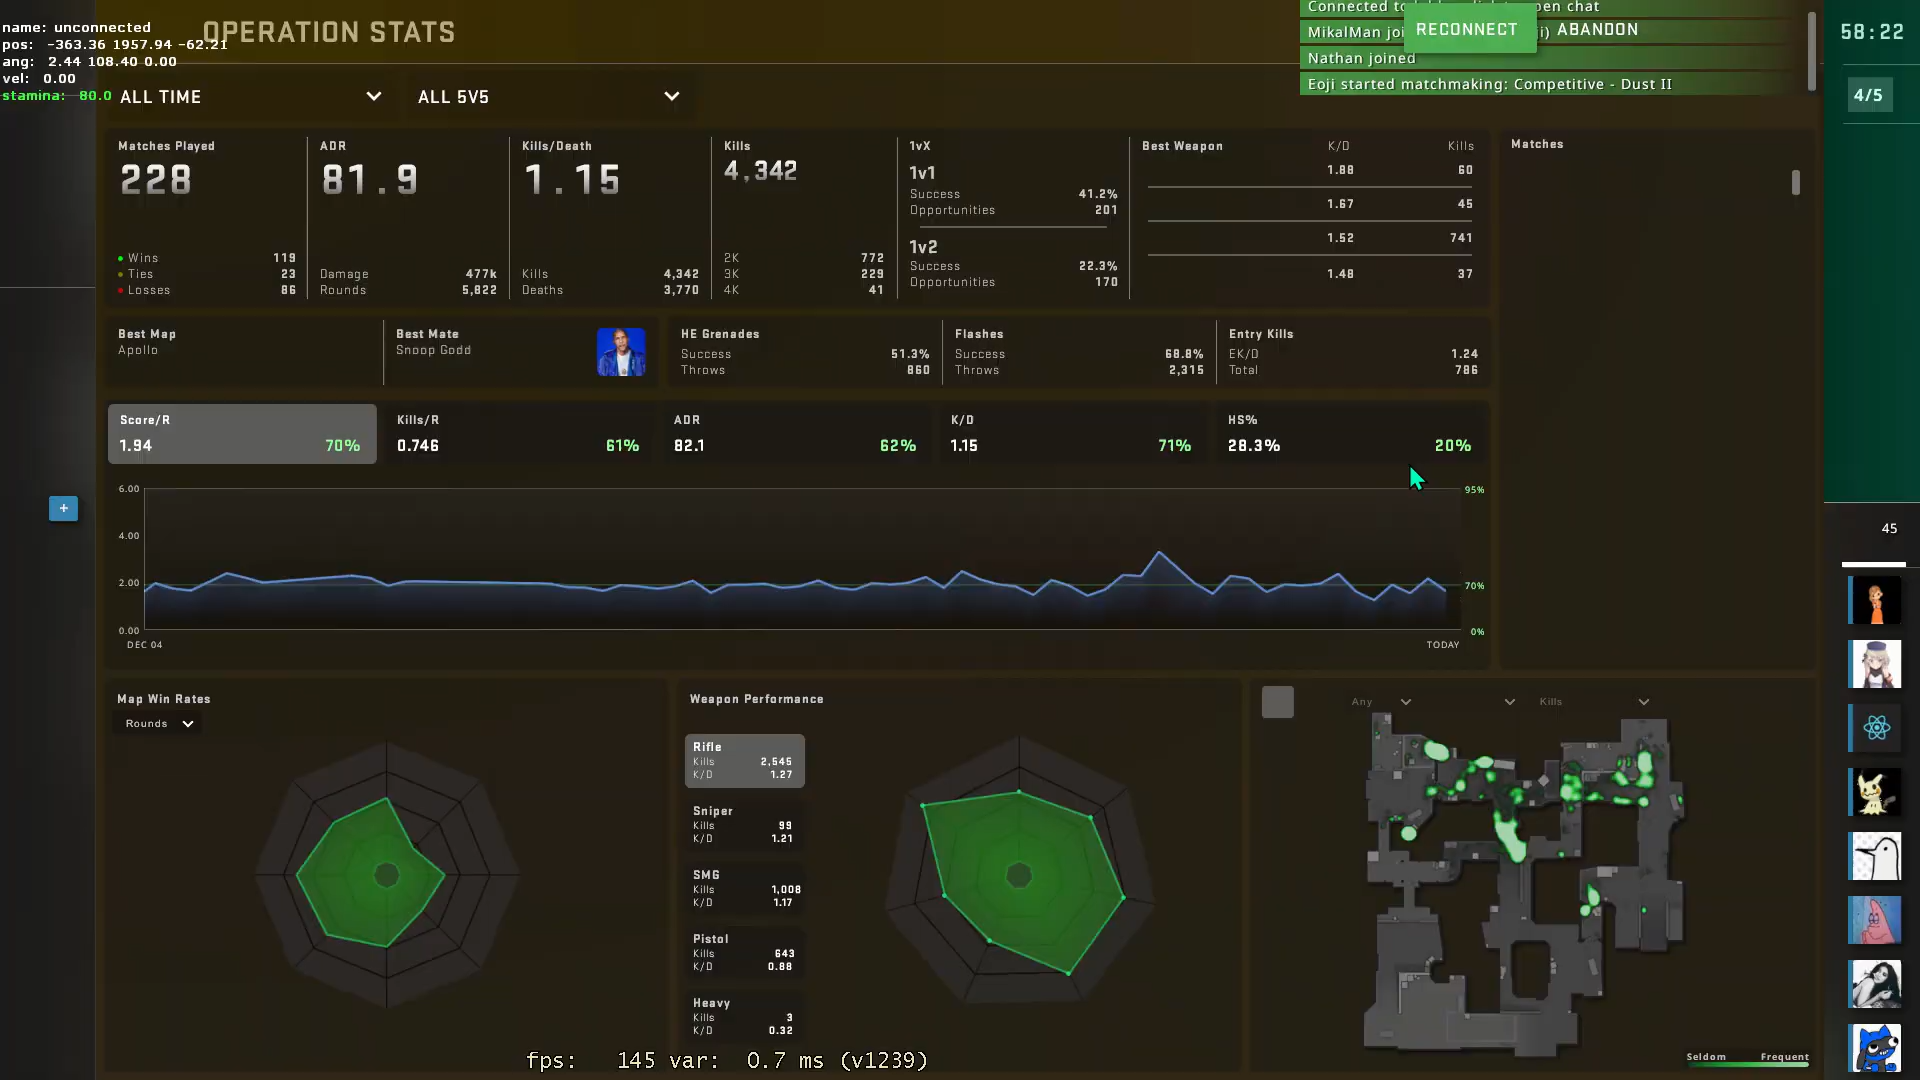 name: unconnected
pos: -363.36 1957.94 -62.21
ang: 2.44 108.40 0.00
vel: 0.00
stamina: 80.0
OPERATION STATS
Connected to
pen chat
MikalMan joi
i)
Nathan joined
Eoji started matchmaking: Competitive - Dust II
RECONNECT
ABANDON
58:22
4/5
ALL TIME
ALL 5V5
Matches Played
228
Wins 119
Ties 23
Losses 86
ADR
81.9
Damage 477k
Rounds 5,822
Kills/Death
1.15
Kills 4,342
Deaths 3,770
Kills
4,342
2K 772
3K 229
4K 41
1vX
1v1
Success 41.2%
Opportunities 201
1v2
Success 22.3%
Opportunities 170
Best Weapon K/D Kills
1.88 60
1.67 45
1.52 741
1.48 37
Matches
Best Map
Apollo
Best Mate
Snoop Godd
HE Grenades
Success 51.3%
Throws 860
Flashes
Success 68.8%
Throws 2,315
Entry Kills
EK/D 1.24
Total 786
Score/R
1.94 70%
Kills/R
0.746 61%
ADR
82.1 62%
K/D
1.15 71%
HS%
28.3% 20%
6.00
4.00
2.00
0.00
95%
70%
0%
DEC 04
TODAY
+
45
Map Win Rates
Rounds
Weapon Performance
Rifle
Kills 2,545
K/D 1.27
Sniper
Kills 99
K/D 1.21
SMG
Kills 1,008
K/D 1.17
Pistol
Kills 643
K/D 0.88
Heavy
Kills 3
K/D 0.32
Any
Kills
Seldom Frequent
fps: 145 var: 0.7 ms (v1239)